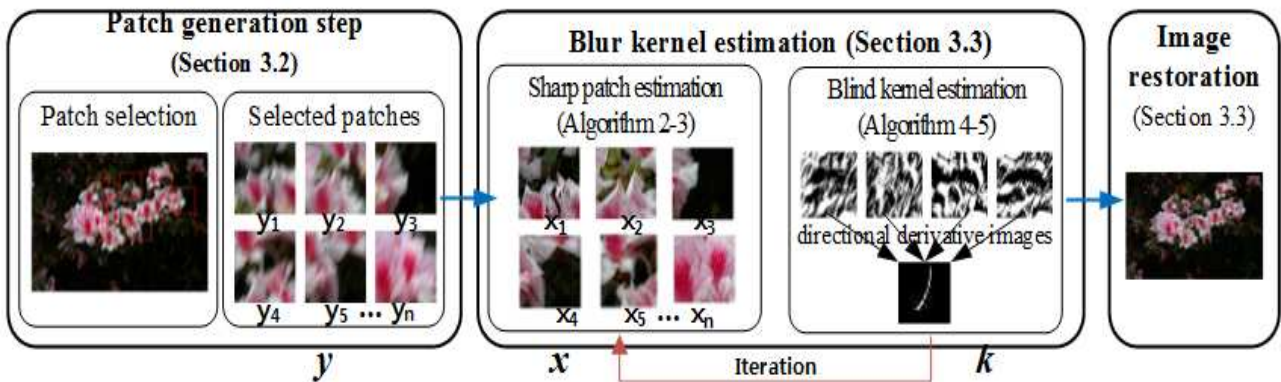 Patch generation step
(Section 3.2)
Patch selection
Selected patches
y1 y2 y3
y4 y5 ... yn
y
Blur kernel estimation (Section 3.3)
Sharp patch estimation
(Algorithm 2-3)
x1 x2 x3
x4 x5 ... xn
x
Blind kernel estimation
(Algorithm 4-5)
directional derivative images
k
Iteration
Image
restoration
(Section 3.3)